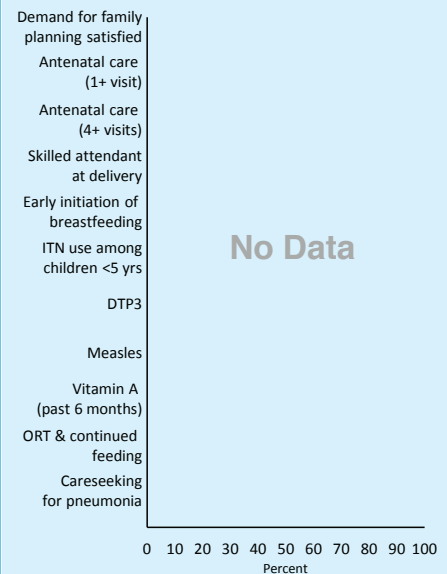 Demand for family
planning satisfied
Antenatal care
(1+ visit)
Antenatal care
(4+ visits)
Skilled attendant
at delivery
Early initiation of
breastfeeding
ITN use among
children <5 yrs
No Data
DTP3
Measles
Vitamin A
(past 6 months)
ORT & continued
feeding
Careseeking
for pneumonia
0 10 20 30 40 50 60 70 80 90 100
Percent